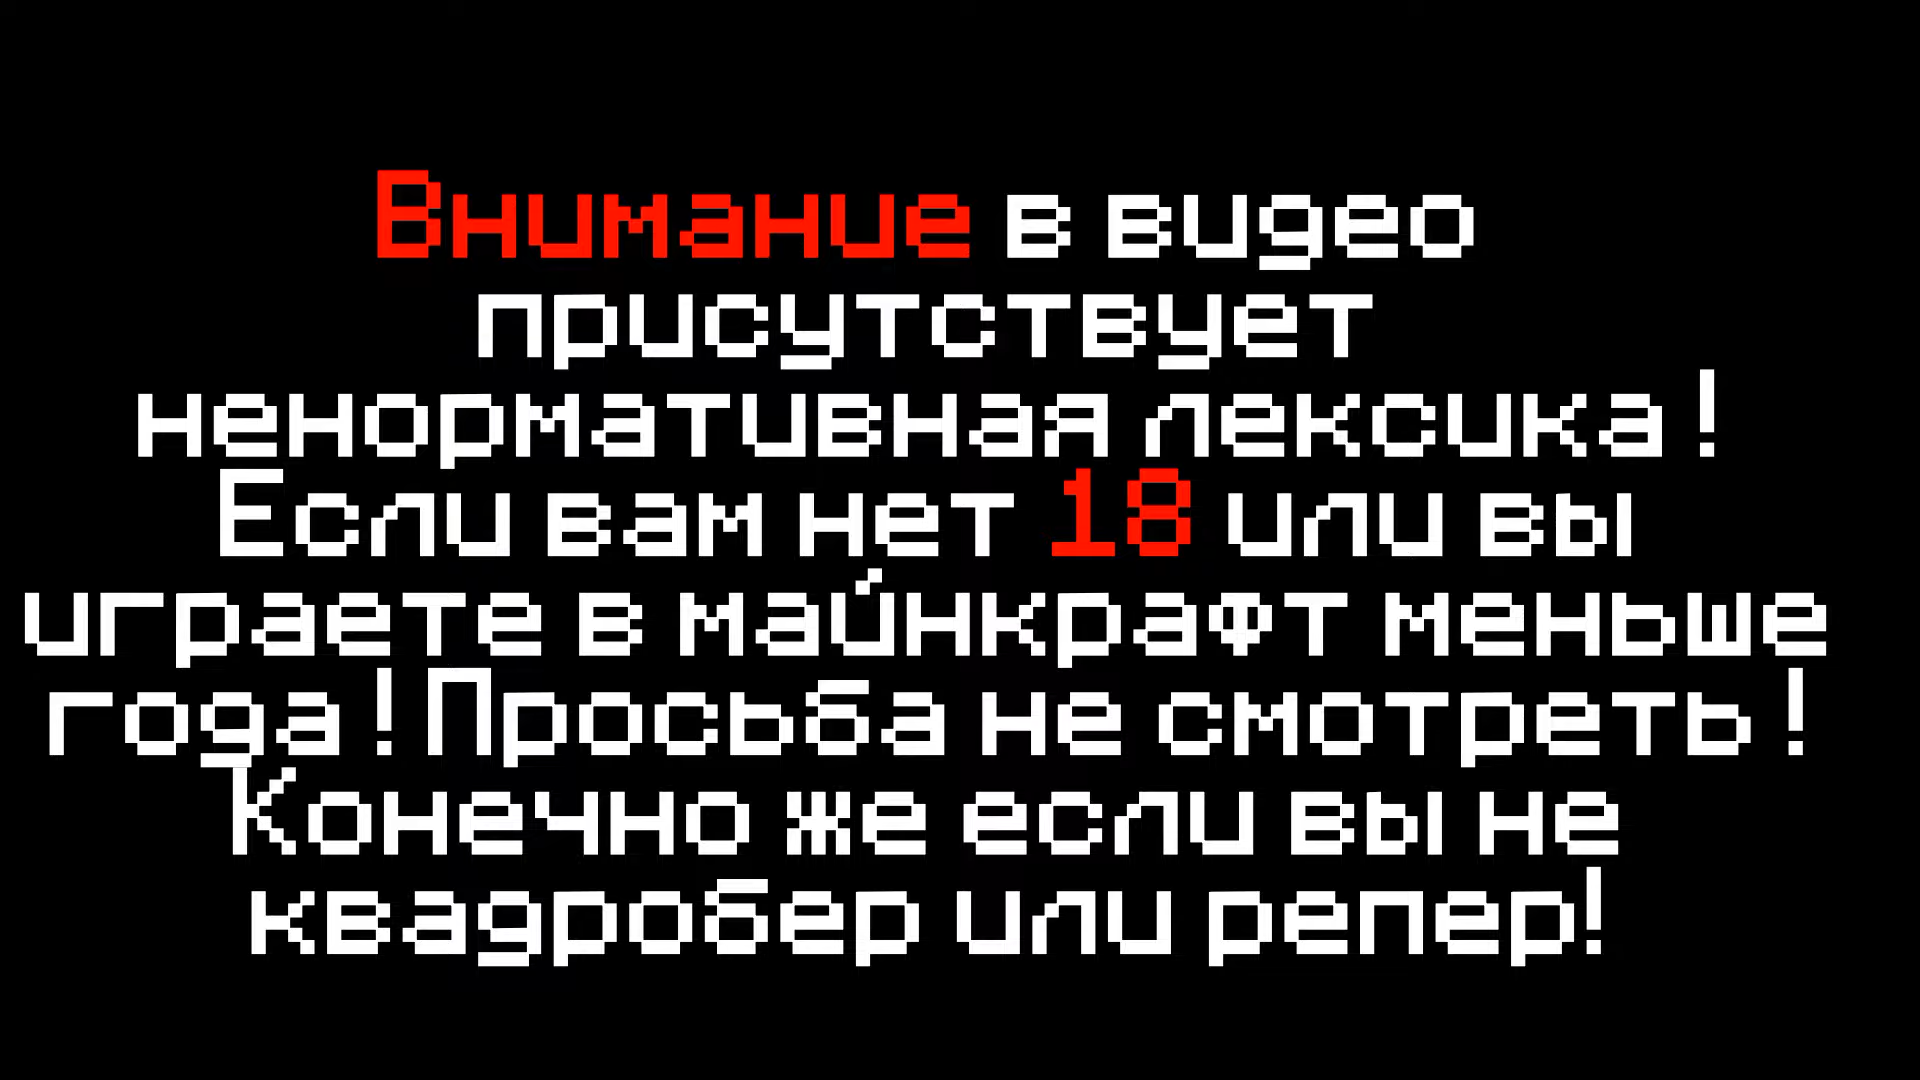 Внимание в видео
присутствует
ненормативная лексика!
Если вам нет 18 или вы
играете в майнкрафт меньше
года! Просьба не смотреть!
Конечно же если вы не
квадробер или репер!